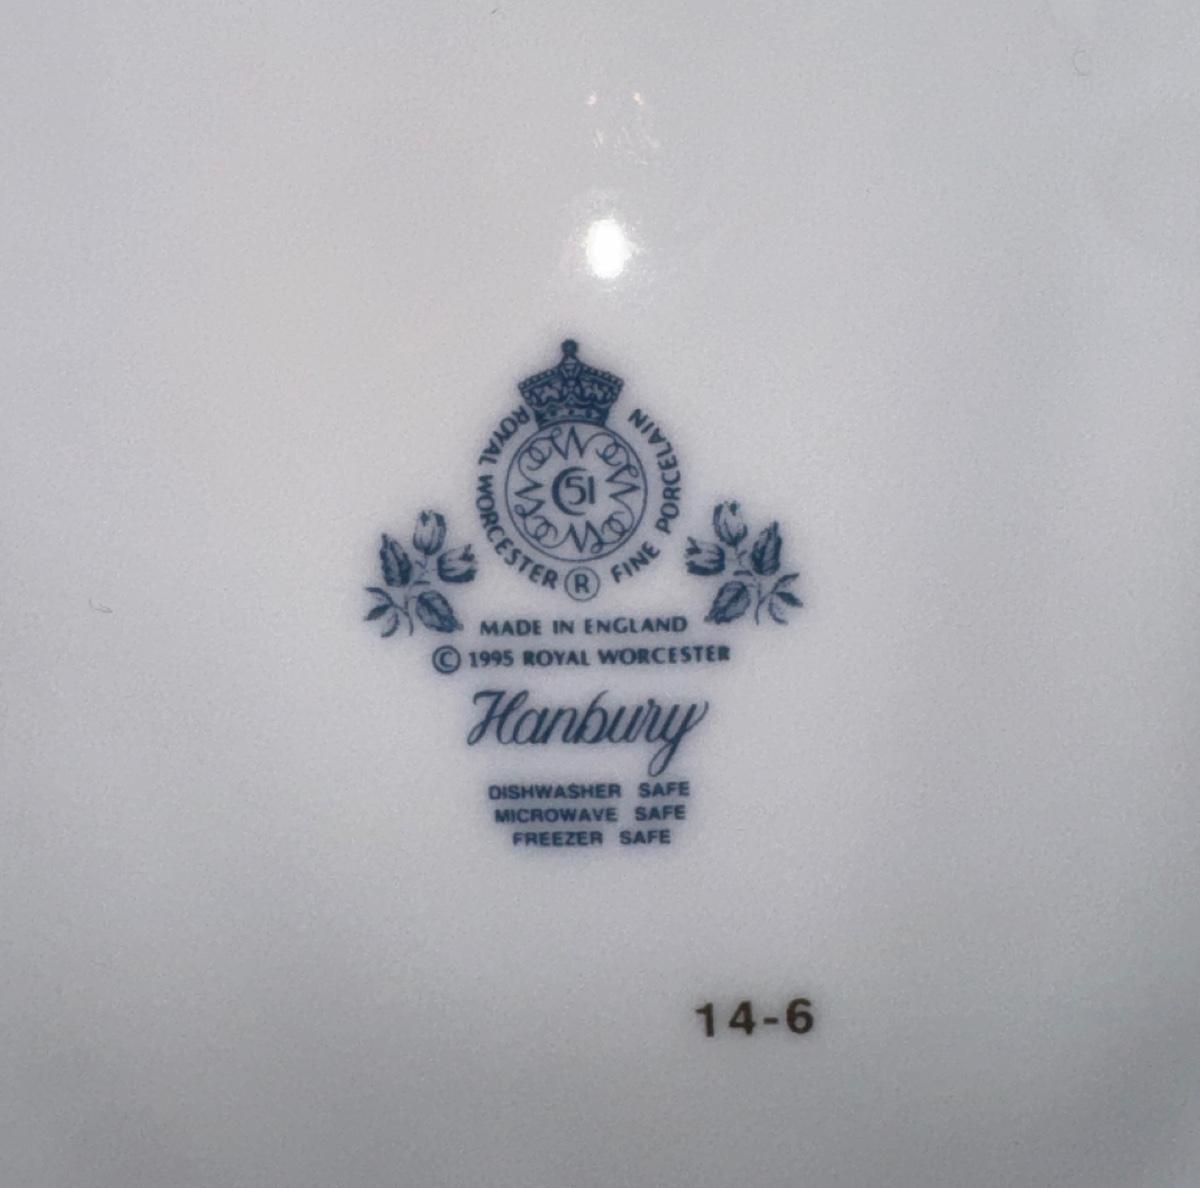 ROYAL WORCESTER ® FINE PORCELAIN
51
MADE IN ENGLAND
© 1995 ROYAL WORCESTER
Hanbury
DISHWASHER SAFE
MICROWAVE SAFE
FREEZER SAFE
14-6